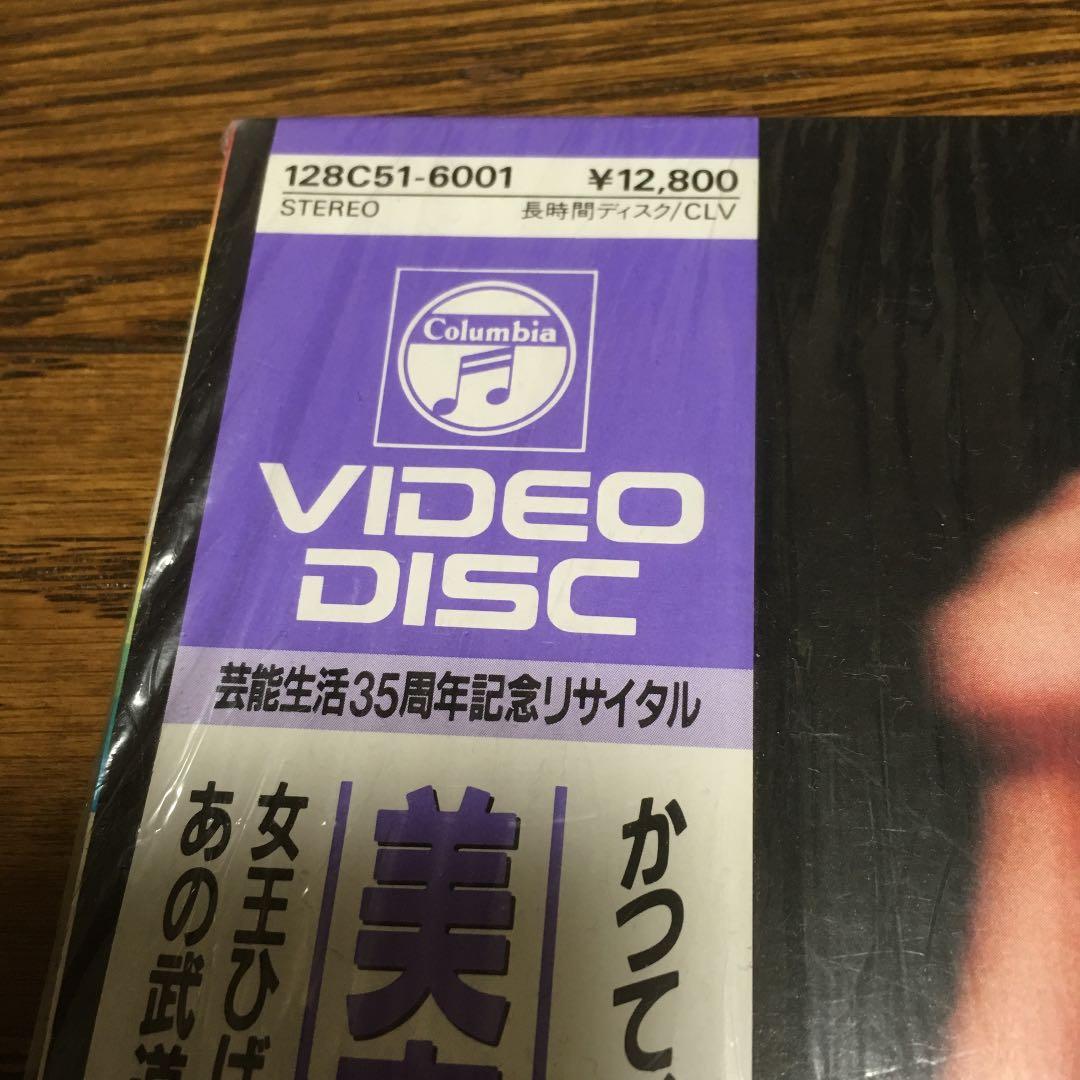 128C51-6001 ¥12,800
STEREO 長時間ディスク/CLV
Columbia
VIDEO
DISC
芸能生活35周年記念リサイタル
かつて、
美
女王ひば
あの武道